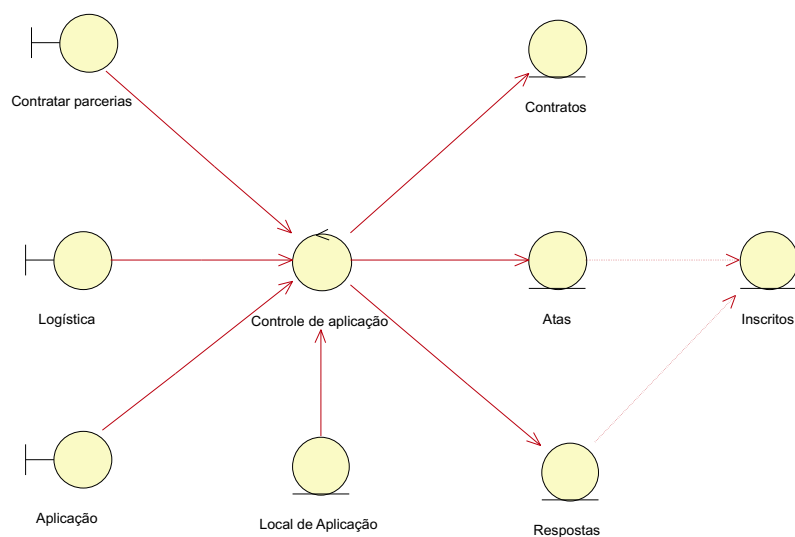 Contratar parcerias
Contratos
Logística
Controle de aplicação
Atas
Inscritos
Aplicação
Local de Aplicação
Respostas